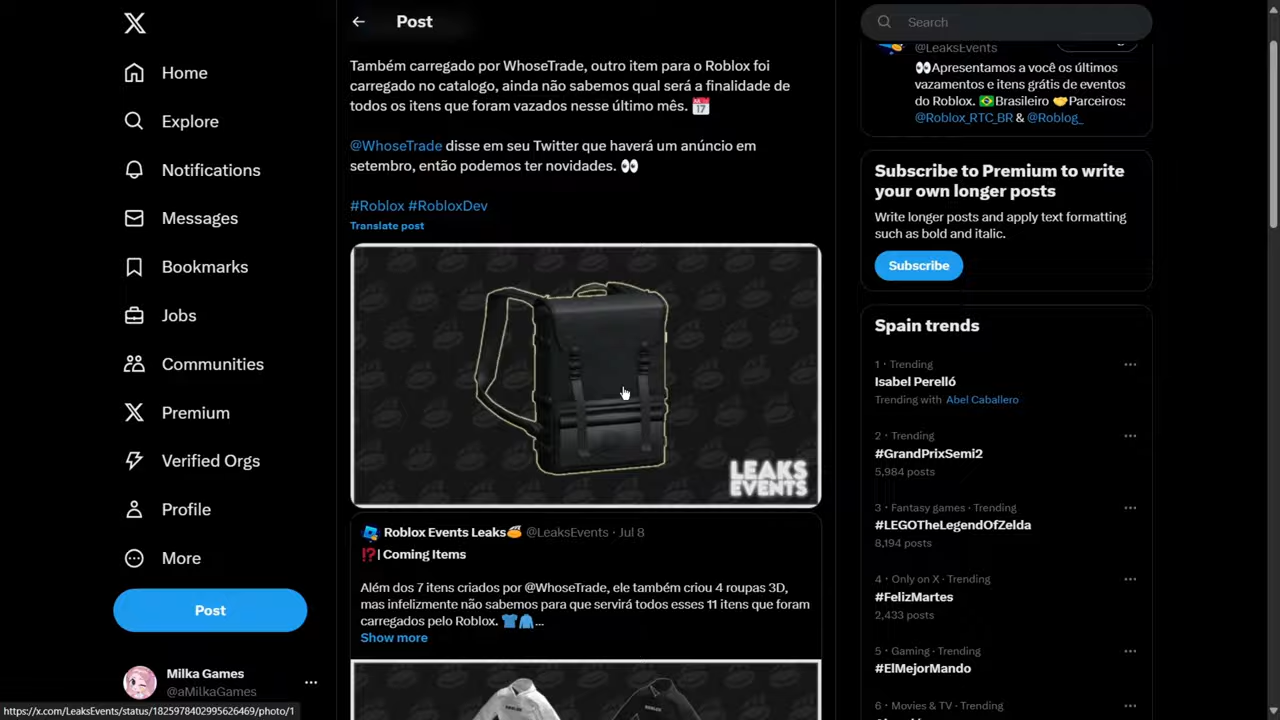 Home
Explore
Notifications
Messages
Bookmarks
Jobs
Communities
Premium
Verified Orgs
Profile
More
Post
Milka Games
@aMilkaGames
https://x.com/LeaksEvents/status/1825978402995626469/photo/1
Post
Também carregado por WhoseTrade, outro item para o Roblox foi
carregado no catalogo, ainda não sabemos qual será a finalidade de
todos os itens que foram vazados nesse último mês. 📅
@WhoseTrade disse em seu Twitter que haverá um anúncio em
setembro, então podemos ter novidades. 👀
#Roblox #RobloxDev
Translate post
LEAKS
EVENTS
Roblox Events Leaks @LeaksEvents · Jul 8
⁉️| Coming Items
Além dos 7 itens criados por @WhoseTrade, ele também criou 4 roupas 3D,
mas infelizmente não sabemos para que servirá todos esses 11 itens que foram
carregados pelo Roblox. 👕🧥...
Show more
ROBLOX
ROBLOX
Search
@LeaksEvents
👀Apresentamos a você os últimos
vazamentos e itens grátis de eventos
do Roblox. 🇧🇷Brasileiro 🤝Parceiros:
@Roblox_RTC_BR & @Roblog_
Subscribe to Premium to write
your own longer posts
Write longer posts and apply text formatting
such as bold and italic.
Subscribe
Spain trends
1 · Trending
Isabel Perelló
Trending with Abel Caballero
2 · Trending
#GrandPrixSemi2
5,984 posts
3 · Fantasy games · Trending
#LEGOTheLegendOfZelda
8,194 posts
4 · Only on X · Trending
#FelizMartes
2,433 posts
5 · Gaming · Trending
#ElMejorMando
6 · Movies & TV · Trending